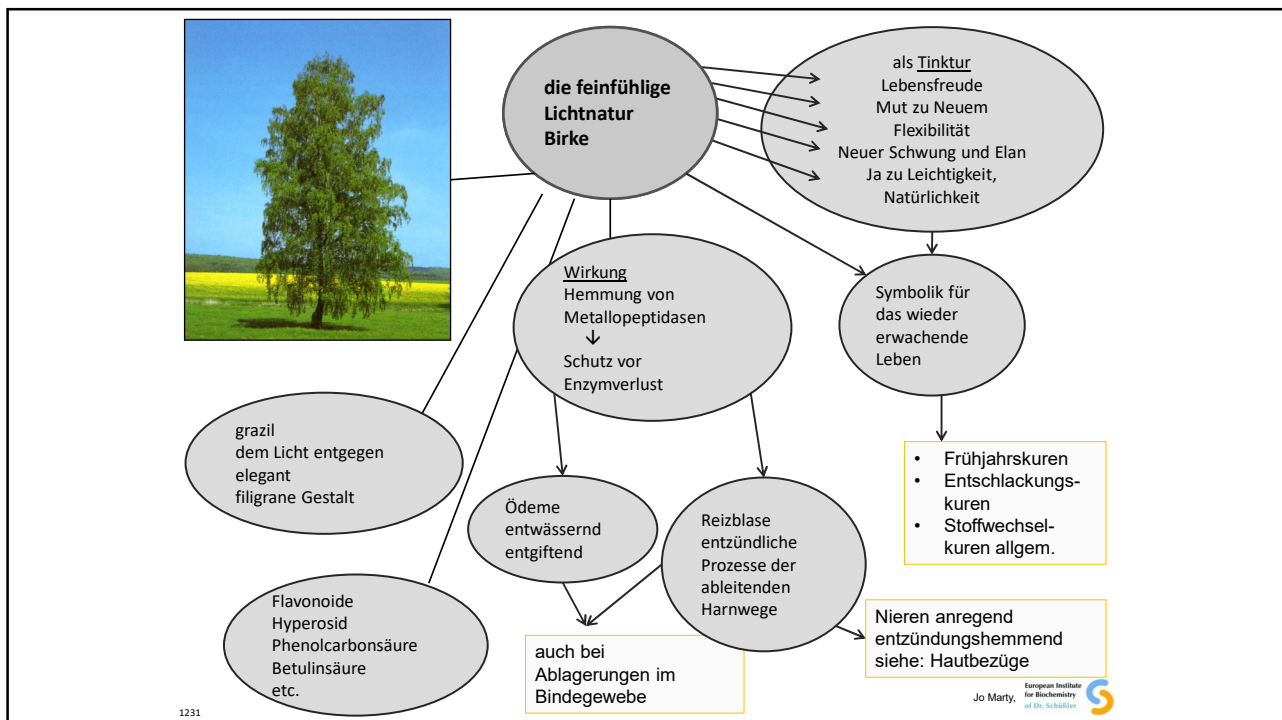 die feinfühlige
Lichtnatur
Birke
als Tinktur
Lebensfreude
Mut zu Neuem
Flexibilität
Neuer Schwung und Elan
Ja zu Leichtigkeit,
Natürlichkeit
Wirkung
Hemmung von
Metallopeptidasen
Schutz vor
Enzymverlust
Symbolik für
das wieder
erwachende
Leben
grazil
dem Licht entgegen
elegant
filigrane Gestalt
Ödeme
entwässernd
entgiftend
Reizblase
entzündliche
Prozesse der
ableitenden
Harnwege
• Frühjahrskuren
• Entschlackungs-
kuren
• Stoffwechsel-
kuren allgem.
Flavonoide
Hyperosid
Phenolcarbonsäure
Betulinsäure
etc.
auch bei
Ablagerungen im
Bindegewebe
Nieren anregend
entzündungshemmend
siehe: Hautbezüge
Jo Marty,
European Institute
for Biochemistry
of Dr. Schüßler
1231